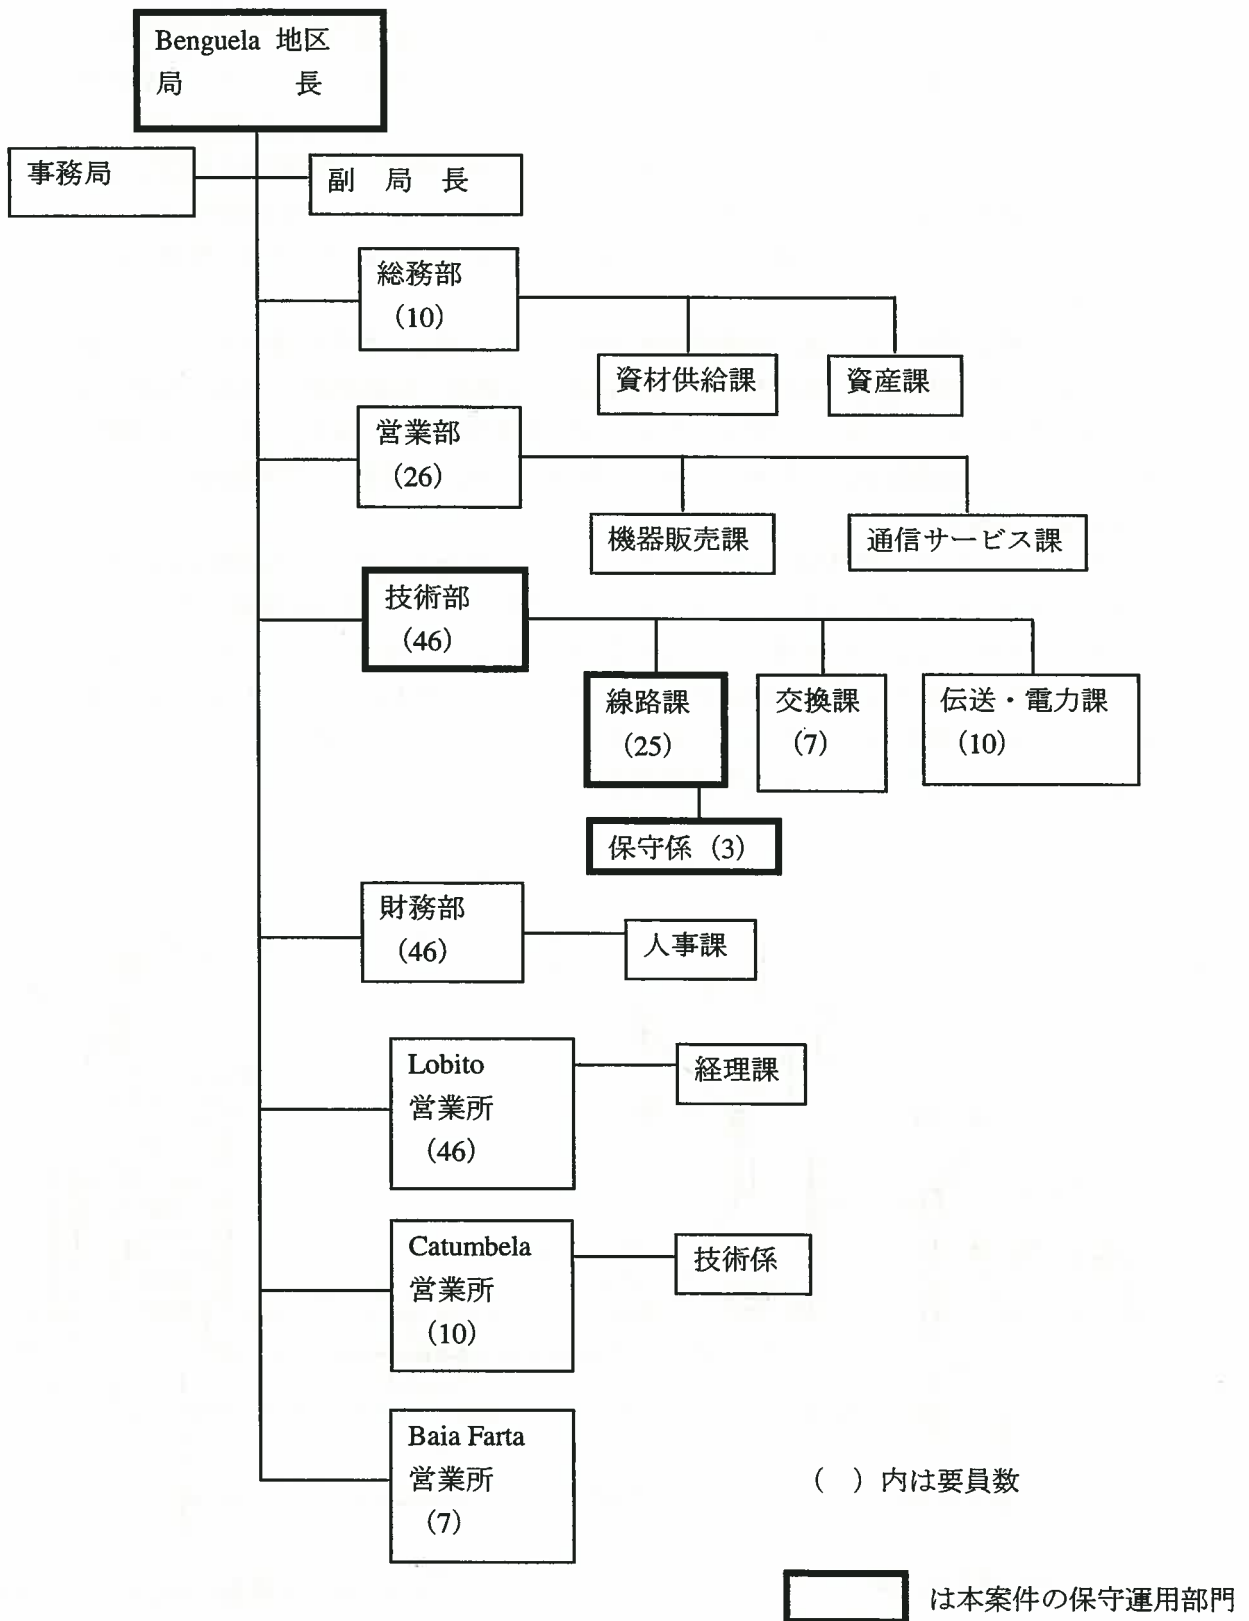 Benguela 地区
局 長
事務局
副 局 長
総務部
(10)
資材供給課
資産課
営業部
(26)
機器販売課
通信サービス課
技術部
(46)
線路課
(25)
交換課
(7)
伝送・電力課
(10)
保守係 (3)
財務部
(46)
人事課
Lobito
営業所
(46)
経理課
Catumbela
営業所
(10)
技術係
Baia Farta
営業所
(7)
( )内は要員数
は本案件の保守運用部門